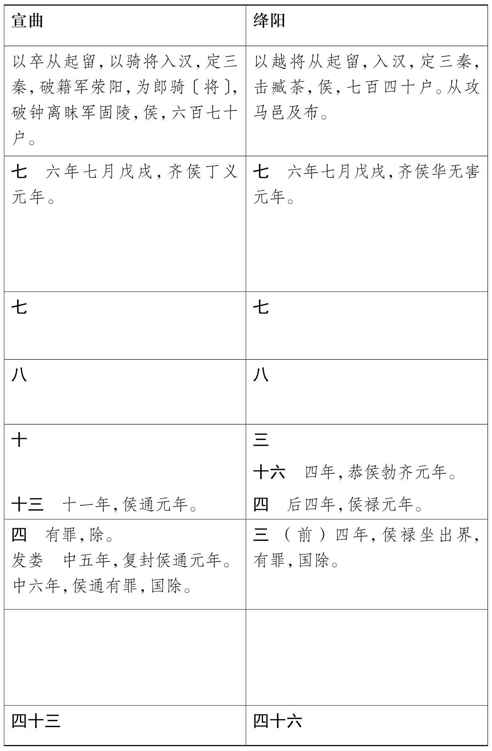 宣曲
绛阳
以卒从起留，以骑将入汉，定三
秦，破籍军荥阳，为郎骑〔将〕，
破钟离眛军固陵，侯，六百七十
户。
以越将从起留，入汉，定三秦，
击臧荼，侯，七百四十户。从攻
马邑及布。
七　六年七月戊戌，齐侯丁义
元年。
七　六年七月戊戌，齐侯华无害
元年。
七
七
八
八
十
十三　十一年，侯通元年。
三
十六　四年，恭侯勃齐元年。
四　后四年，侯禄元年。
四　有罪，除。
发娄　中五年，复封侯通元年。
中六年，侯通有罪，国除。
三　（前）四年，侯禄坐出界，
有罪，国除。
四十三
四十六